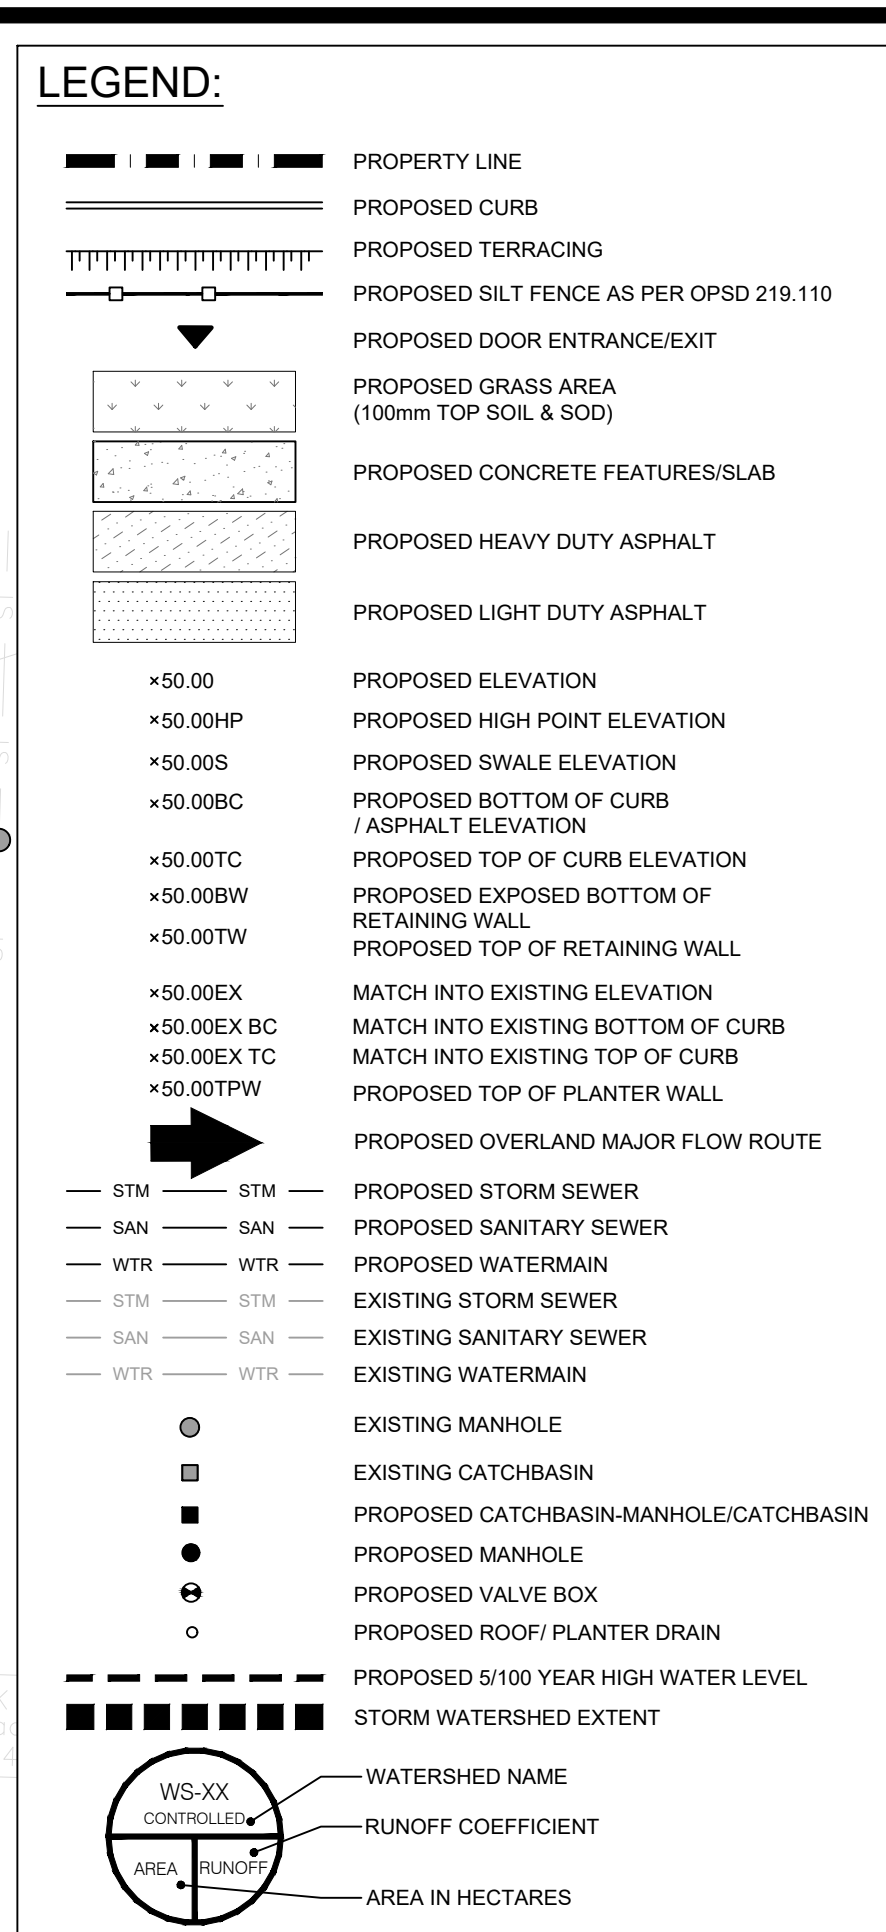 LEGEND:
PROPERTY LINE
PROPOSED CURB
PROPOSED TERRACING
PROPOSED SILT FENCE AS PER OPSD 219.110
PROPOSED DOOR ENTRANCE/EXIT
PROPOSED GRASS AREA
(100mm TOP SOIL & SOD)
PROPOSED CONCRETE FEATURES/SLAB
PROPOSED HEAVY DUTY ASPHALT
PROPOSED LIGHT DUTY ASPHALT
×50.00 PROPOSED ELEVATION
×50.00HP PROPOSED HIGH POINT ELEVATION
×50.00S PROPOSED SWALE ELEVATION
×50.00BC PROPOSED BOTTOM OF CURB
/ ASPHALT ELEVATION
×50.00TC PROPOSED TOP OF CURB ELEVATION
×50.00BW PROPOSED EXPOSED BOTTOM OF
RETAINING WALL
×50.00TW PROPOSED TOP OF RETAINING WALL
×50.00EX MATCH INTO EXISTING ELEVATION
×50.00EX BC MATCH INTO EXISTING BOTTOM OF CURB
×50.00EX TC MATCH INTO EXISTING TOP OF CURB
×50.00TPW PROPOSED TOP OF PLANTER WALL
PROPOSED OVERLAND MAJOR FLOW ROUTE
STM STM PROPOSED STORM SEWER
SAN SAN PROPOSED SANITARY SEWER
WTR WTR PROPOSED WATERMAIN
STM STM EXISTING STORM SEWER
SAN SAN EXISTING SANITARY SEWER
WTR WTR EXISTING WATERMAIN
EXISTING MANHOLE
EXISTING CATCHBASIN
PROPOSED CATCHBASIN-MANHOLE/CATCHBASIN
PROPOSED MANHOLE
PROPOSED VALVE BOX
PROPOSED ROOF/ PLANTER DRAIN
PROPOSED 5/100 YEAR HIGH WATER LEVEL
STORM WATERSHED EXTENT
WS-XX WATERSHED NAME
CONTROLLED
RUNOFF COEFFICIENT
AREA RUNOFF
AREA IN HECTARES